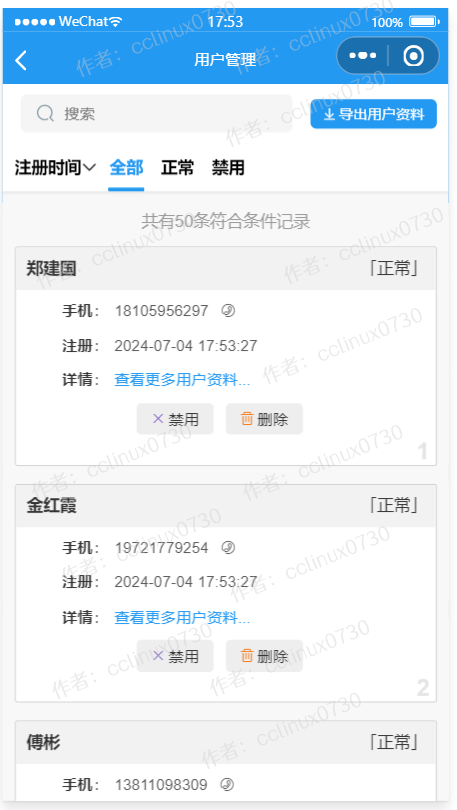 WeChat 17:53 100%
用户管理
搜索 导出用户资料
注册时间 全部 正常 禁用
共有50条符合条件记录
郑建国 「正常」
手机: 18105956297
注册: 2024-07-04 17:53:27
详情: 查看更多用户资料...
禁用 删除
1
金红霞 「正常」
手机: 19721779254
注册: 2024-07-04 17:53:27
详情: 查看更多用户资料...
禁用 删除
2
傅彬 「正常」
手机: 13811098309
作者: cclinux0730